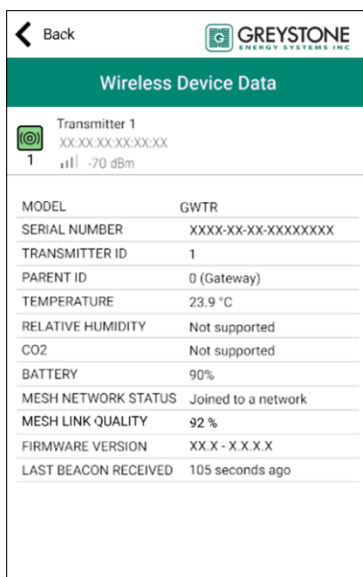 Back
GREYSTONE
ENERGY SYSTEMS INC
Wireless Device Data
Transmitter 1
XX:XX:XX:XX:XX:XX
1 -70 dBm
MODEL GWTR
SERIAL NUMBER XXXX-XX-XX-XXXXXXXX
TRANSMITTER ID 1
PARENT ID 0 (Gateway)
TEMPERATURE 23.9 °C
RELATIVE HUMIDITY Not supported
CO2 Not supported
BATTERY 90%
MESH NETWORK STATUS Joined to a network
MESH LINK QUALITY 92 %
FIRMWARE VERSION XX.X - X.X.X.X
LAST BEACON RECEIVED 105 seconds ago